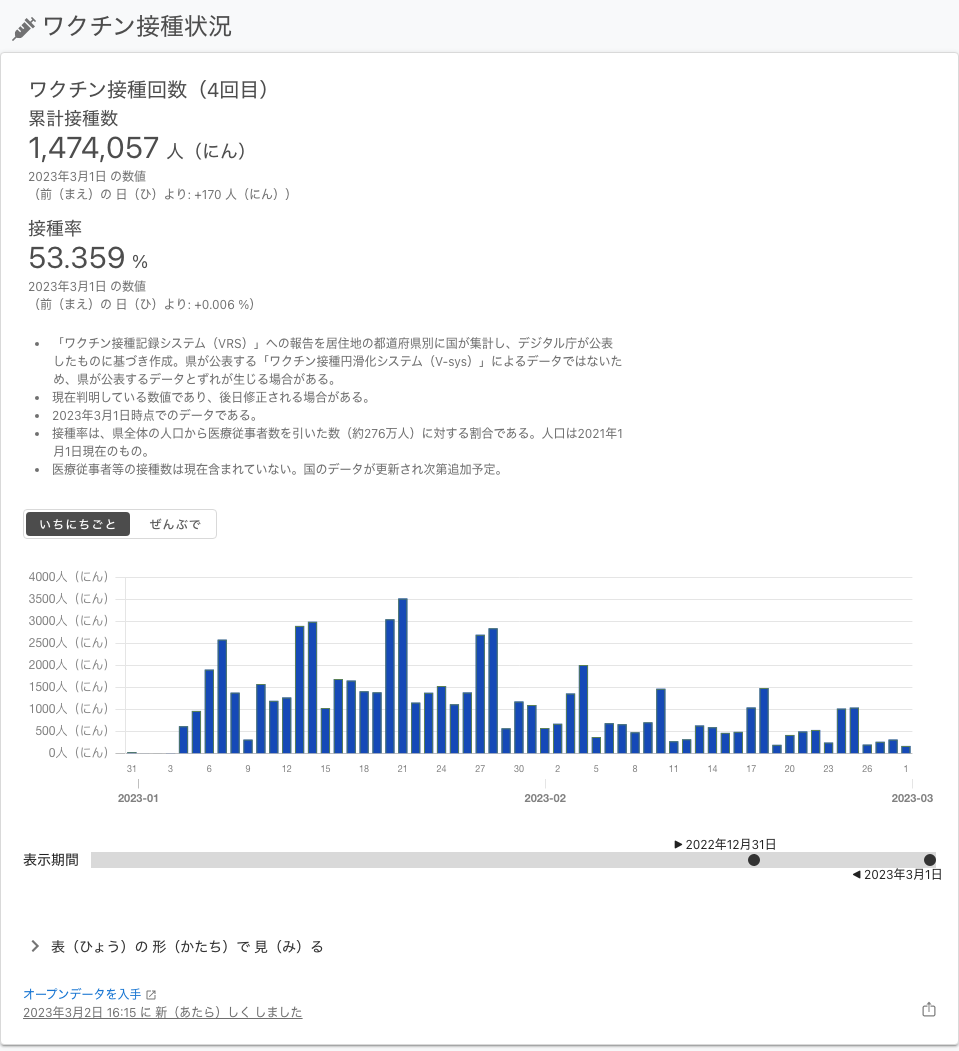 ワクチン接種状況
ワクチン接種回数（4回目）
累計接種数
1,474,057 人（にん）
2023年3月1日 の数値
（前（まえ）の 日（ひ）より: +170 人（にん））
接種率
53.359 %
2023年3月1日 の数値
（前（まえ）の 日（ひ）より: +0.006 %）
• 「ワクチン接種記録システム（VRS）」への報告を居住地の都道府県別に国が集計し、デジタル庁が公表
したものに基づき作成。県が公表する「ワクチン接種円滑化システム（V-sys）」によるデータではないた
め、県が公表するデータとずれが生じる場合がある。
• 現在判明している数値であり、後日修正される場合がある。
• 2023年3月1日時点でのデータである。
• 接種率は、県全体の人口から医療従事者数を引いた数（約276万人）に対する割合である。人口は2021年1
月1日現在のもの。
• 医療従事者等の接種数は現在含まれていない。国のデータが更新され次第追加予定。
いちにちごと ぜんぶで
4000人（にん）
3500人（にん）
3000人（にん）
2500人（にん）
2000人（にん）
1500人（にん）
1000人（にん）
500人（にん）
0人（にん）
31 3 6 9 12 15 18 21 24 27 30 2 5 8 11 14 17 20 23 26 1
2023-01 2023-02 2023-03
▶ 2022年12月31日
表示期間
◀ 2023年3月1日
表（ひょう）の 形（かたち）で 見（み）る
オープンデータを入手
2023年3月2日 16:15 に 新（あたら）しく しました